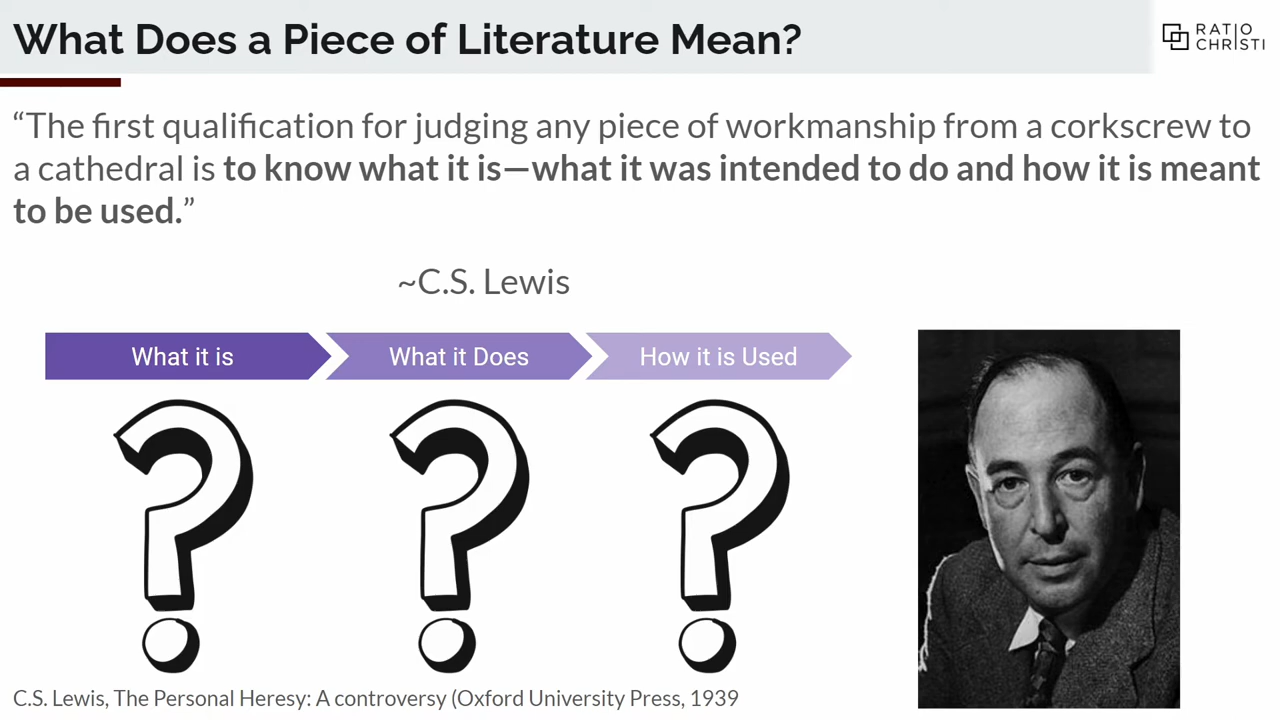 What Does a Piece of Literature Mean?
RATIO
CHRISTI
“The first qualification for judging any piece of workmanship from a corkscrew to
a cathedral is to know what it is—what it was intended to do and how it is meant
to be used.”
~C.S. Lewis
What it is
What it Does
How it is Used
?
?
?
C.S. Lewis, The Personal Heresy: A controversy (Oxford University Press, 1939